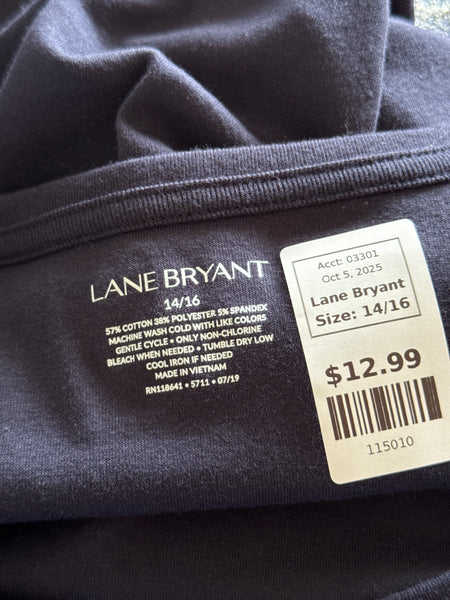 LANE BRYANT
14/16
57% COTTON 38% POLYESTER 5% SPANDEX
MACHINE WASH COLD WITH LIKE COLORS
GENTLE CYCLE • ONLY NON-CHLORINE
BLEACH WHEN NEEDED • TUMBLE DRY LOW
COOL IRON IF NEEDED
MADE IN VIETNAM
RN118641 • 5711 • 07/19
Acct: 03301
Oct 5, 2025
Lane Bryant
Size: 14/16
$12.99
115010